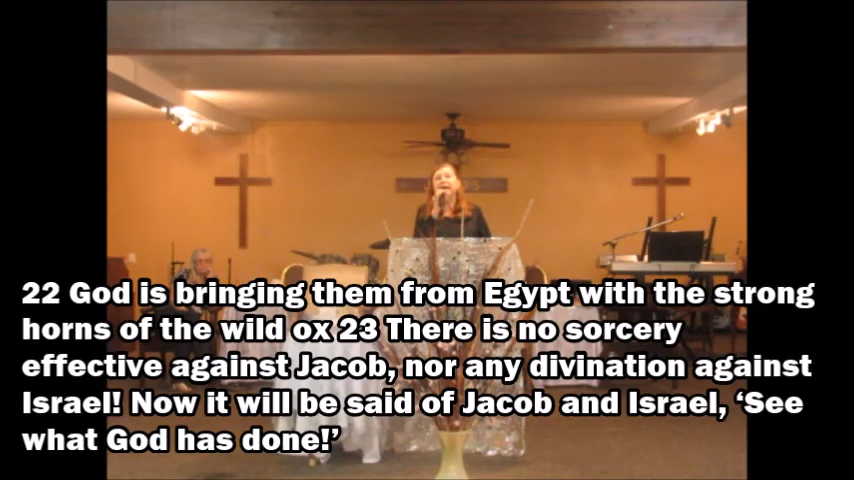 22 God is bringing them from Egypt with the strong
horns of the wild ox 23 There is no sorcery
effective against Jacob, nor any divination against
Israel! Now it will be said of Jacob and Israel, ‘See
what God has done!’